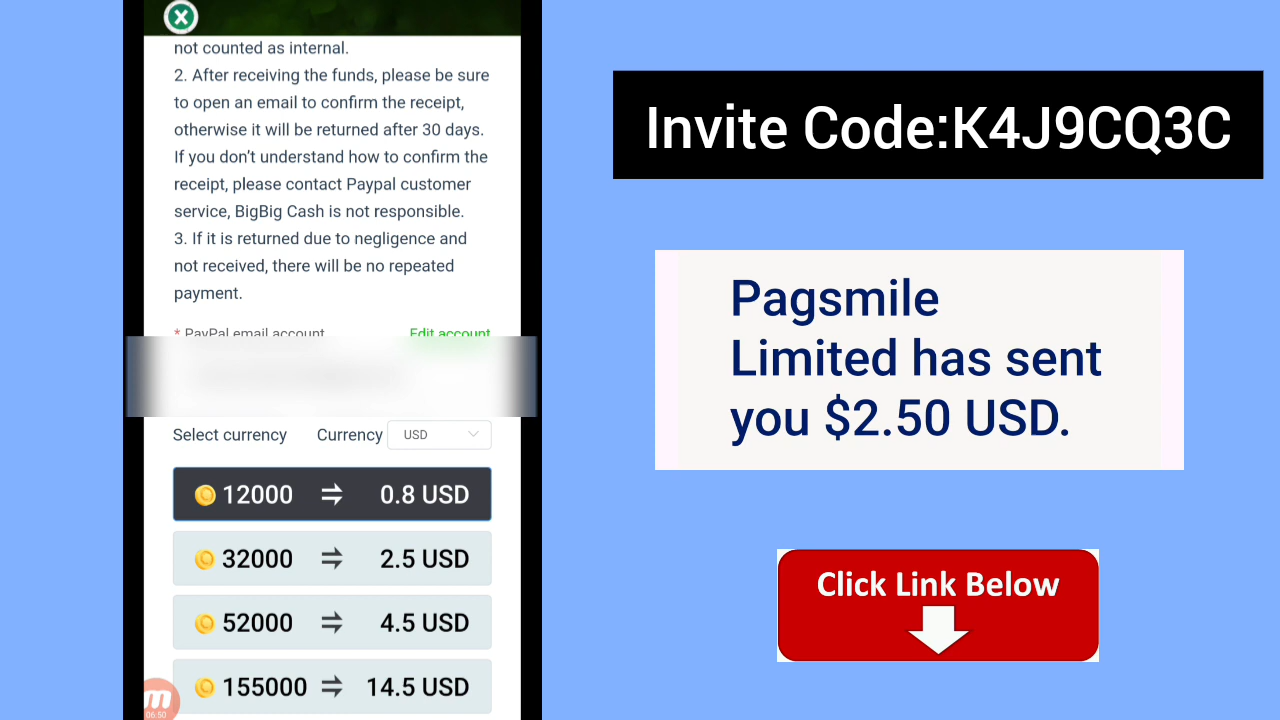 not counted as internal.
2. After receiving the funds, please be sure
to open an email to confirm the receipt,
otherwise it will be returned after 30 days.
If you don't understand how to confirm the
receipt, please contact Paypal customer
service, BigBig Cash is not responsible.
3. If it is returned due to negligence and
not received, there will be no repeated
payment.
* PayPal email account Edit account
Select currency Currency USD
12000 0.8 USD
32000 2.5 USD
52000 4.5 USD
155000 14.5 USD
06:50
Invite Code:K4J9CQ3C
Pagsmile
Limited has sent
you $2.50 USD.
Click Link Below